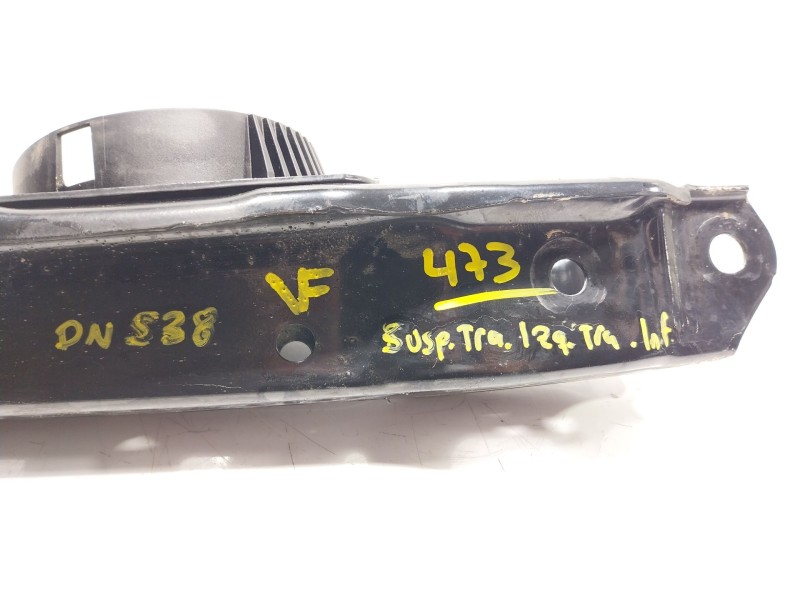 473
VF
DN 538
Susp. Tra. Izq. Tra. Inf.